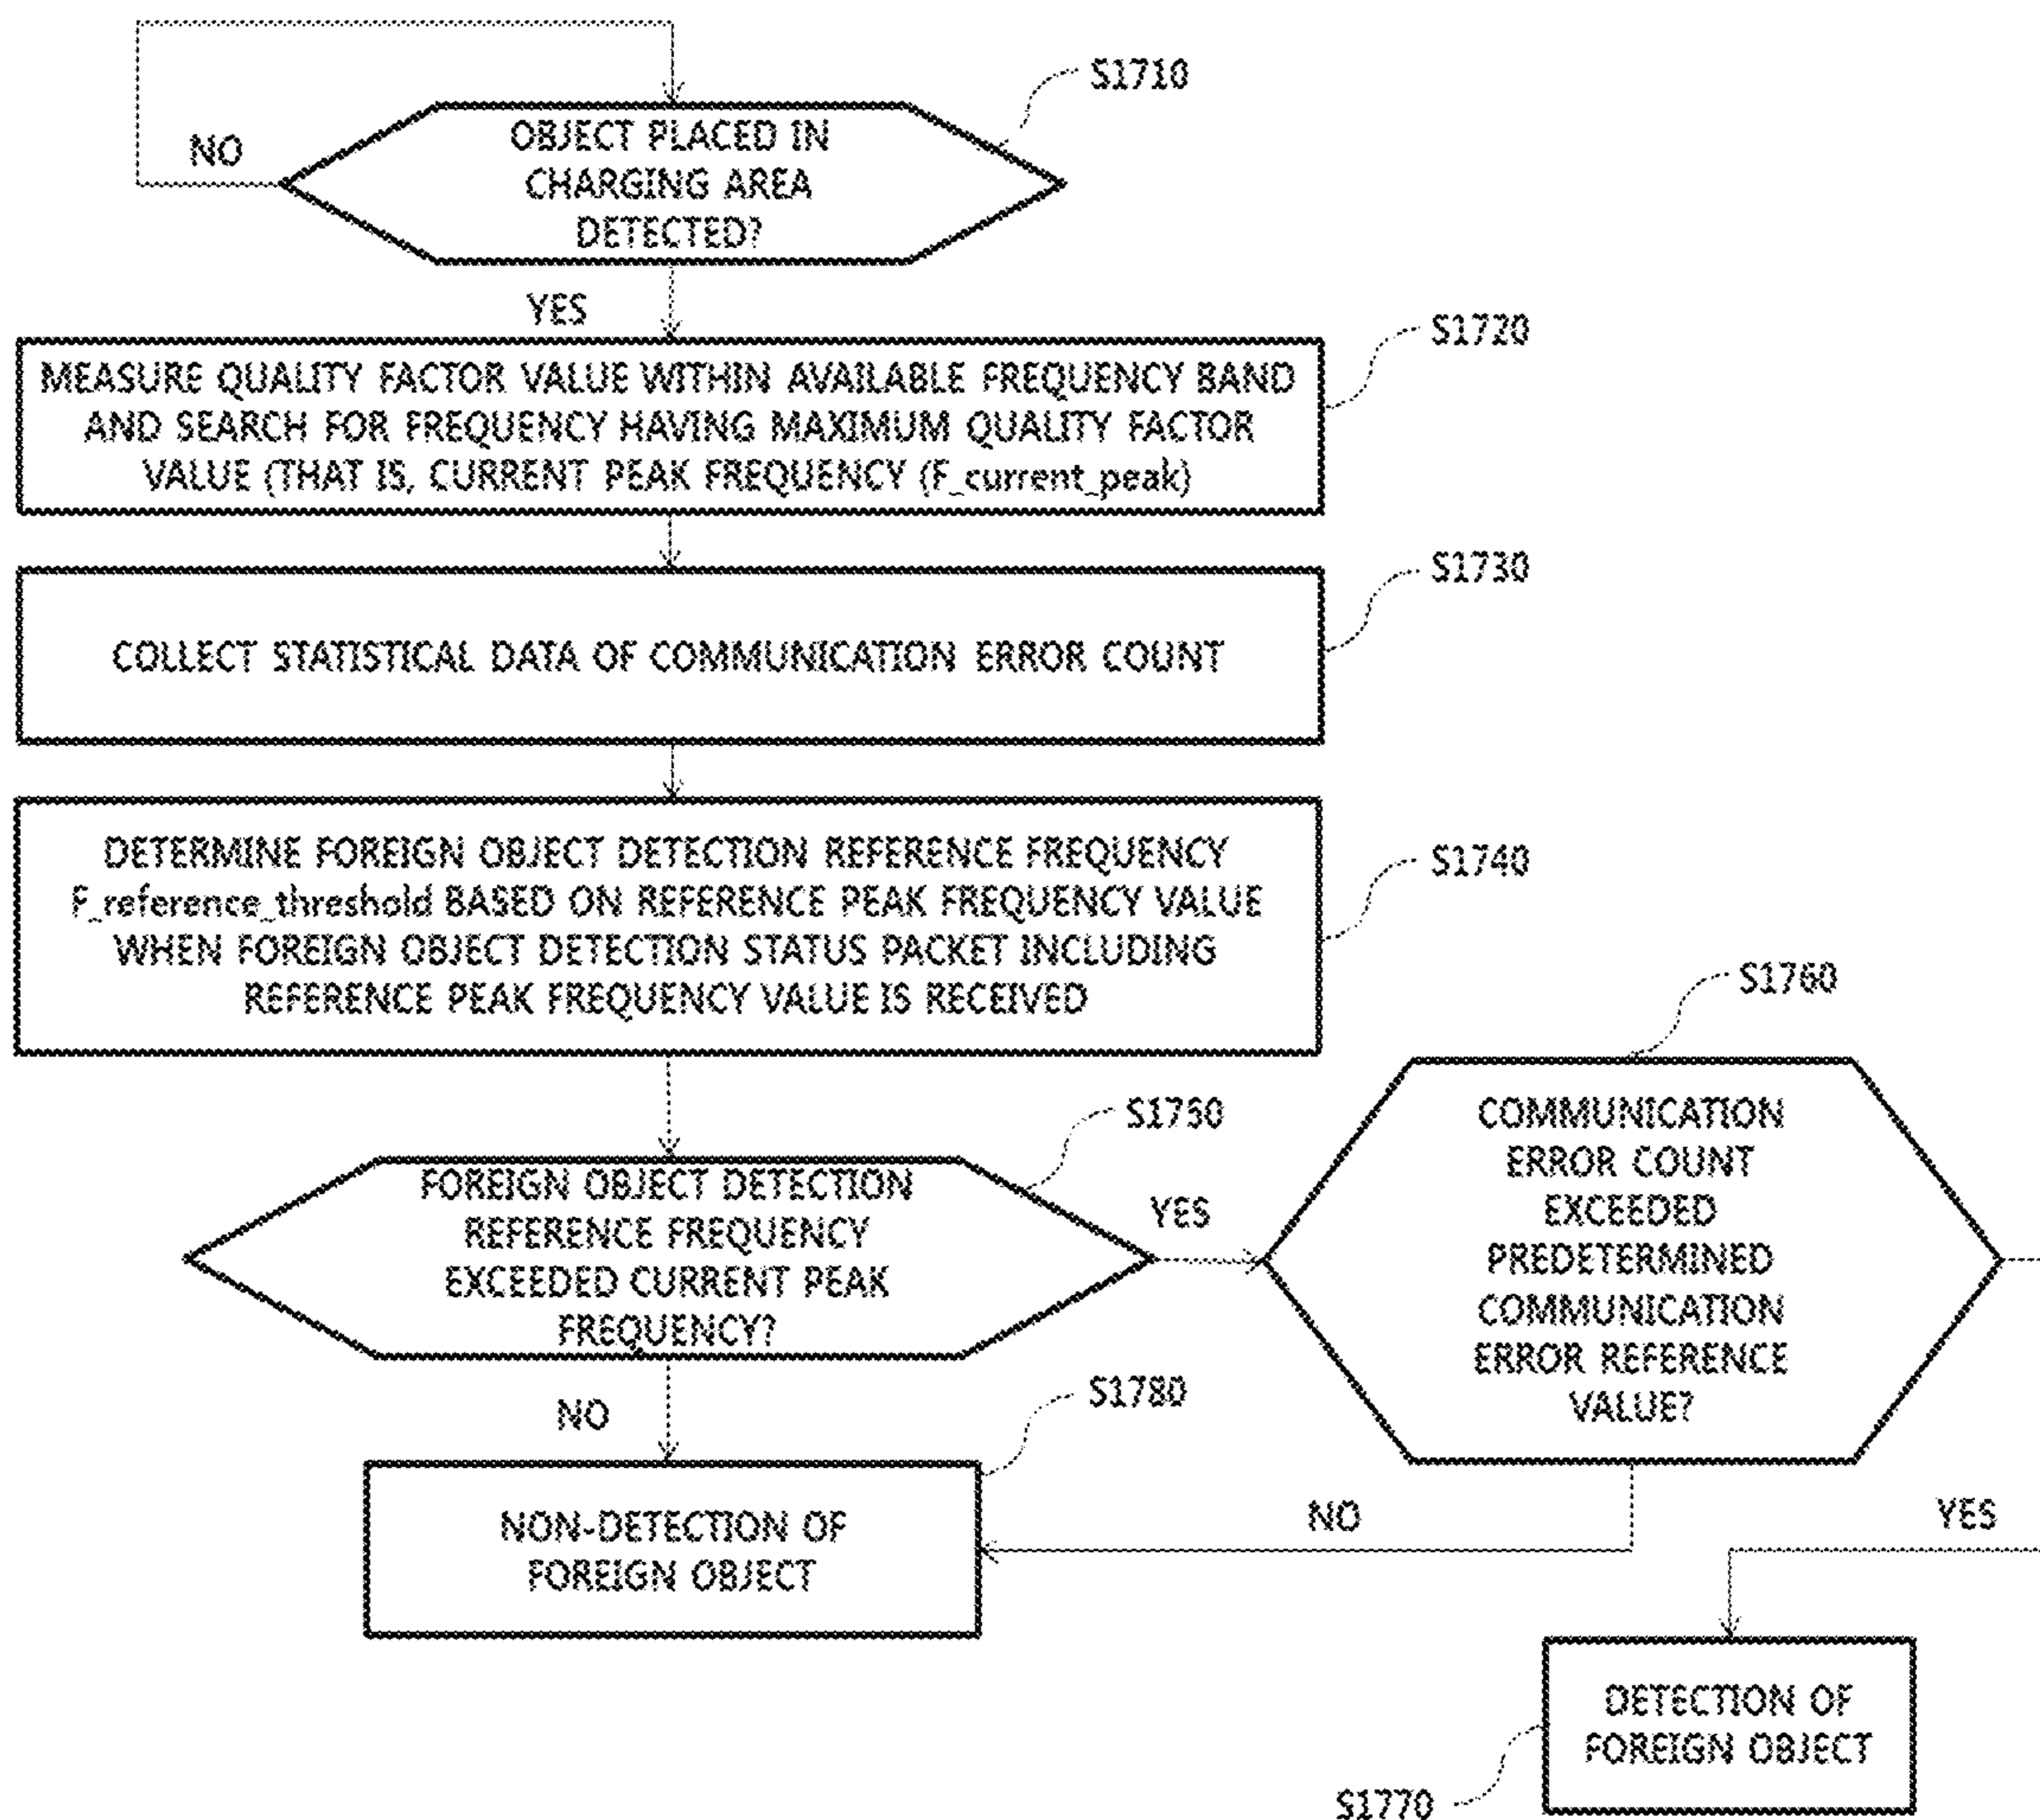 S1710
OBJECT PLACED IN
CHARGING AREA
DETECTED?
NO
YES
S1720
MEASURE QUALITY FACTOR VALUE WITHIN AVAILABLE FREQUENCY BAND
AND SEARCH FOR FREQUENCY HAVING MAXIMUM QUALITY FACTOR
VALUE (THAT IS, CURRENT PEAK FREQUENCY (F_current_peak)
S1730
COLLECT STATISTICAL DATA OF COMMUNICATION ERROR COUNT
S1740
DETERMINE FOREIGN OBJECT DETECTION REFERENCE FREQUENCY
F_reference_threshold BASED ON REFERENCE PEAK FREQUENCY VALUE
WHEN FOREIGN OBJECT DETECTION STATUS PACKET INCLUDING
REFERENCE PEAK FREQUENCY VALUE IS RECEIVED
S1750
FOREIGN OBJECT DETECTION
REFERENCE FREQUENCY
EXCEEDED CURRENT PEAK
FREQUENCY?
YES
NO
S1760
COMMUNICATION
ERROR COUNT
EXCEEDED
PREDETERMINED
COMMUNICATION
ERROR REFERENCE
VALUE?
NO
YES
S1780
NON-DETECTION OF
FOREIGN OBJECT
DETECTION OF
FOREIGN OBJECT
S1770